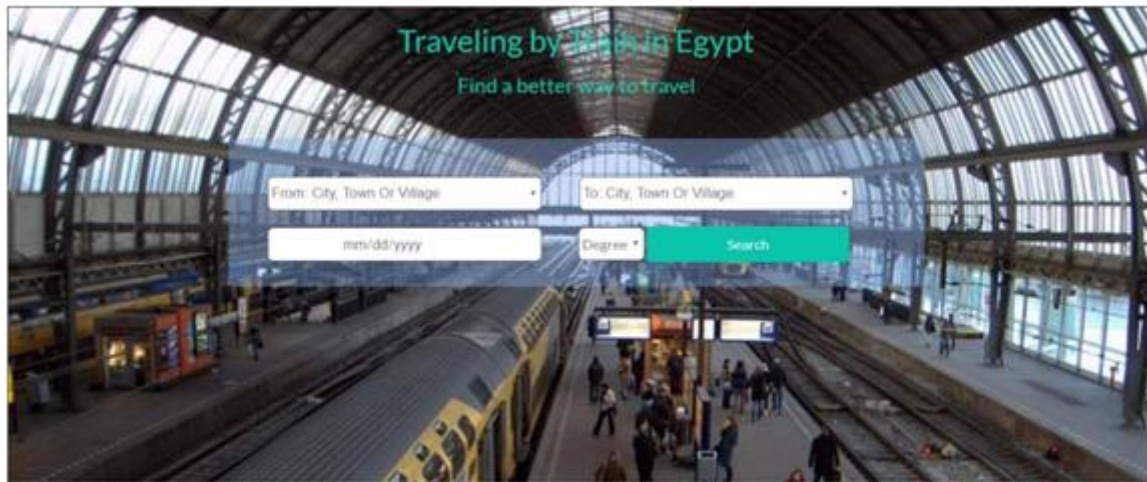 Traveling by Train in Egypt
Find a better way to travel
From: City, Town Or Village
To: City, Town Or Village
mm/dd/yyyy
Degree
Search